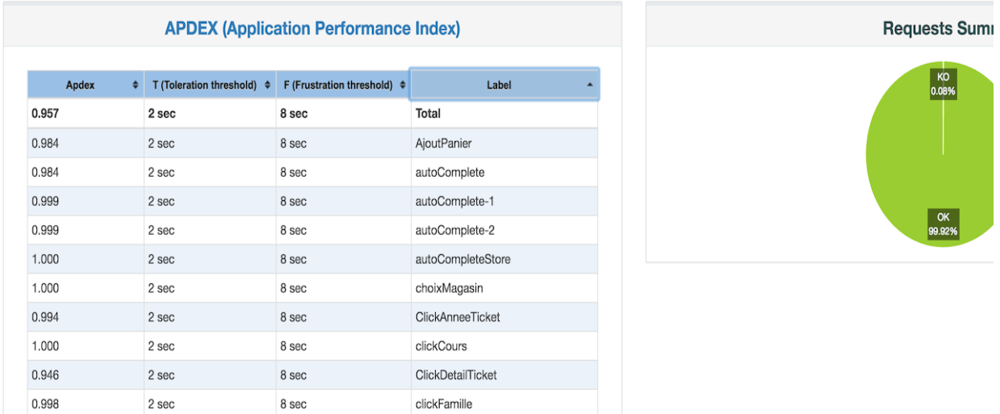 APDEX (Application Performance Index)
Apdex T (Toleration threshold) F (Frustration threshold) Label
0.957 2 sec 8 sec Total
0.984 2 sec 8 sec AjoutPanier
0.984 2 sec 8 sec autoComplete
0.999 2 sec 8 sec autoComplete-1
0.999 2 sec 8 sec autoComplete-2
1.000 2 sec 8 sec autoCompleteStore
1.000 2 sec 8 sec choixMagasin
0.994 2 sec 8 sec ClickAnneeTicket
1.000 2 sec 8 sec clickCours
0.946 2 sec 8 sec ClickDetailTicket
0.998 2 sec 8 sec clickFamille
Requests
KO
0.08%
OK
99.92%